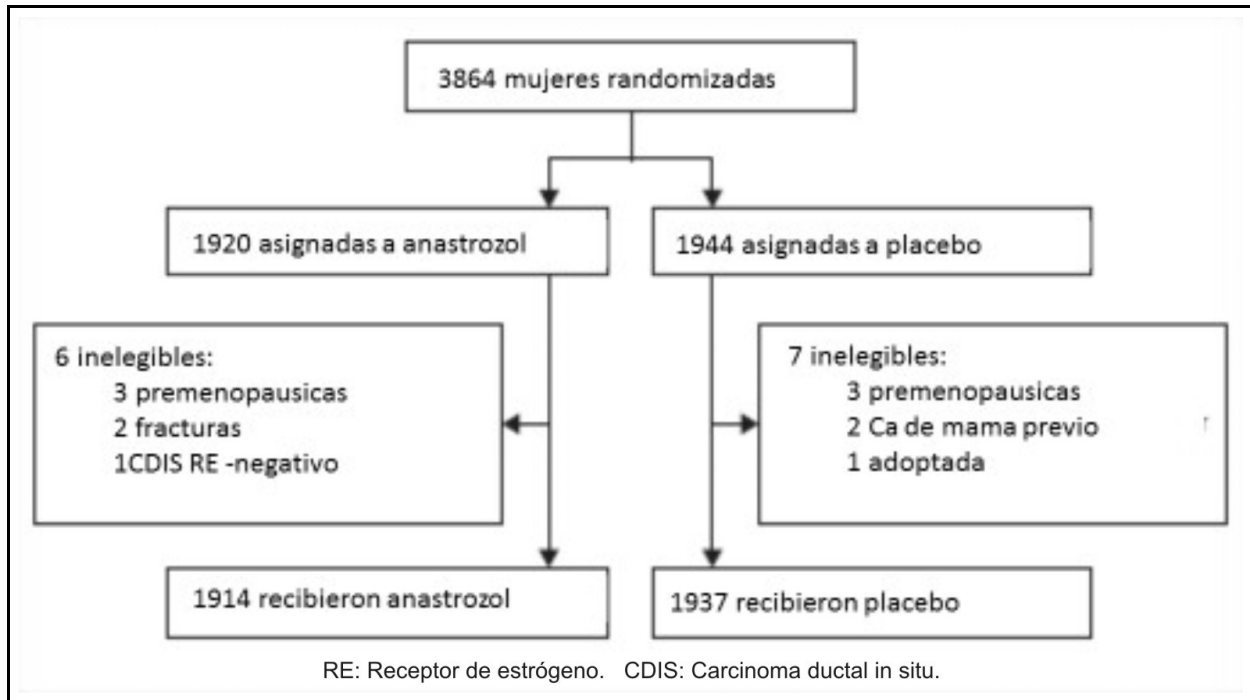 3864 mujeres randomizadas
1920 asignadas a anastrozol
1944 asignadas a placebo
6 inelegibles:
3 premenopausicas
2 fracturas
1CDIS RE -negativo
7 inelegibles:
3 premenopausicas
2 Ca de mama previo
1 adoptada
1914 recibieron anastrozol
1937 recibieron placebo
RE: Receptor de estrógeno. CDIS: Carcinoma ductal in situ.